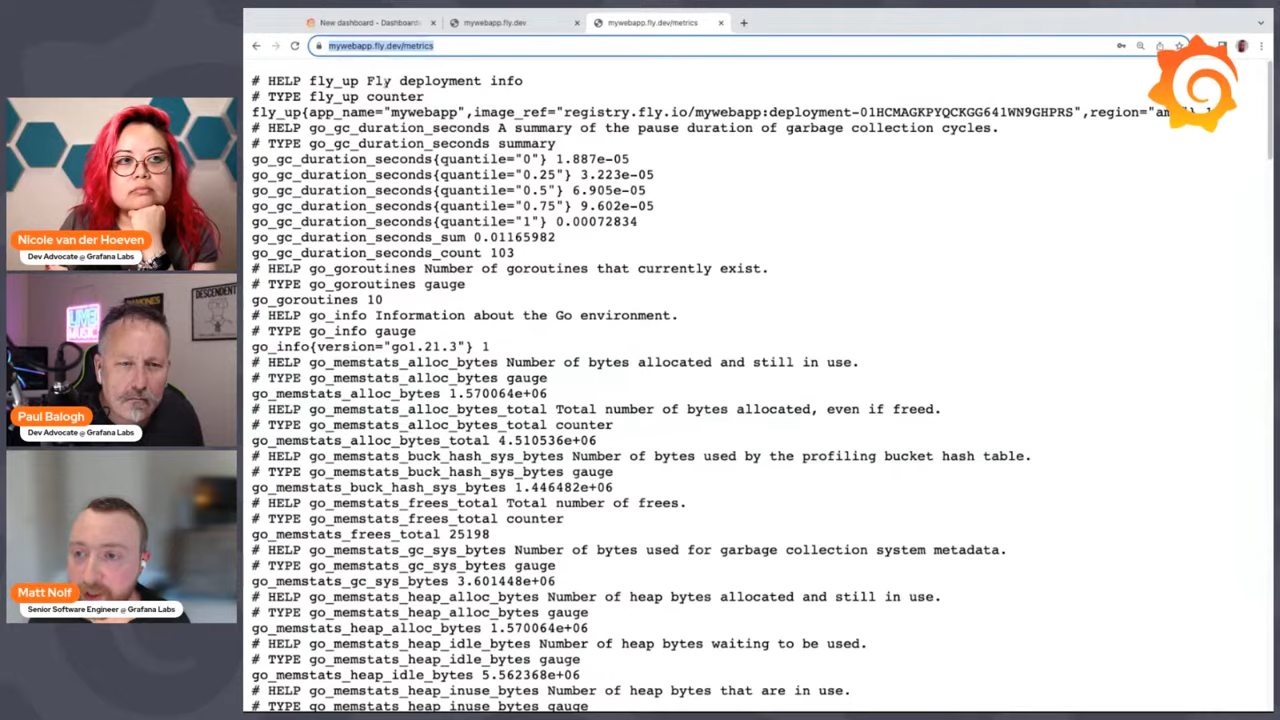 New dashboard - Dashboards
mywebapp.fly.dev
mywebapp.fly.dev/metrics
mywebapp.fly.dev/metrics
# HELP fly_up Fly deployment info
# TYPE fly_up counter
fly_up{app_name="mywebapp",image_ref="registry.fly.io/mywebapp:deployment-01HCMAGKPYQCKGG641WN9GHPRS",region="am
# HELP go_gc_duration_seconds A summary of the pause duration of garbage collection cycles.
# TYPE go_gc_duration_seconds summary
go_gc_duration_seconds{quantile="0"} 1.887e-05
go_gc_duration_seconds{quantile="0.25"} 3.223e-05
go_gc_duration_seconds{quantile="0.5"} 6.905e-05
go_gc_duration_seconds{quantile="0.75"} 9.602e-05
go_gc_duration_seconds{quantile="1"} 0.00072834
go_gc_duration_seconds_sum 0.01165982
go_gc_duration_seconds_count 103
# HELP go_goroutines Number of goroutines that currently exist.
# TYPE go_goroutines gauge
go_goroutines 10
# HELP go_info Information about the Go environment.
# TYPE go_info gauge
go_info{version="go1.21.3"} 1
# HELP go_memstats_alloc_bytes Number of bytes allocated and still in use.
# TYPE go_memstats_alloc_bytes gauge
go_memstats_alloc_bytes 1.570064e+06
# HELP go_memstats_alloc_bytes_total Total number of bytes allocated, even if freed.
# TYPE go_memstats_alloc_bytes_total counter
go_memstats_alloc_bytes_total 4.510536e+06
# HELP go_memstats_buck_hash_sys_bytes Number of bytes used by the profiling bucket hash table.
# TYPE go_memstats_buck_hash_sys_bytes gauge
go_memstats_buck_hash_sys_bytes 1.446482e+06
# HELP go_memstats_frees_total Total number of frees.
# TYPE go_memstats_frees_total counter
go_memstats_frees_total 25198
# HELP go_memstats_gc_sys_bytes Number of bytes used for garbage collection system metadata.
# TYPE go_memstats_gc_sys_bytes gauge
go_memstats_gc_sys_bytes 3.601448e+06
# HELP go_memstats_heap_alloc_bytes Number of heap bytes allocated and still in use.
# TYPE go_memstats_heap_alloc_bytes gauge
go_memstats_heap_alloc_bytes 1.570064e+06
# HELP go_memstats_heap_idle_bytes Number of heap bytes waiting to be used.
# TYPE go_memstats_heap_idle_bytes gauge
go_memstats_heap_idle_bytes 5.562368e+06
# HELP go_memstats_heap_inuse_bytes Number of heap bytes that are in use.
# TYPE go_memstats_heap_inuse_bytes gauge
Nicole van der Hoeven
Dev Advocate @ Grafana Labs
DESCENDENT
Paul Balogh
Dev Advocate @ Grafana Labs
Matt Nolf
Senior Software Engineer @ Grafana Labs